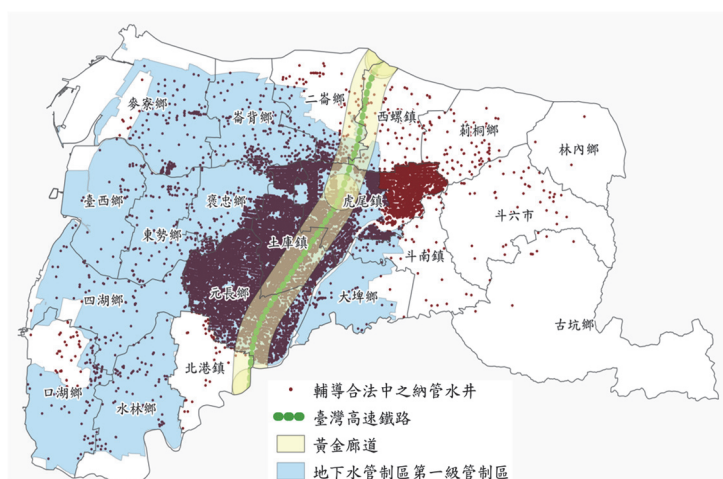 二崙鄉
麥寮鄉
崙背鄉
西螺鎮
莿桐鄉
林內鄉
臺西鄉
褒忠鄉
虎尾鎮
斗六市
東勢鄉
土庫鎮
斗南鎮
四湖鄉
元長鄉
大埤鄉
古坑鄉
北港鎮
口湖鄉
水林鄉
輔導合法中之納管水井
臺灣高速鐵路
黃金廊道
地下水管制區第一級管制區